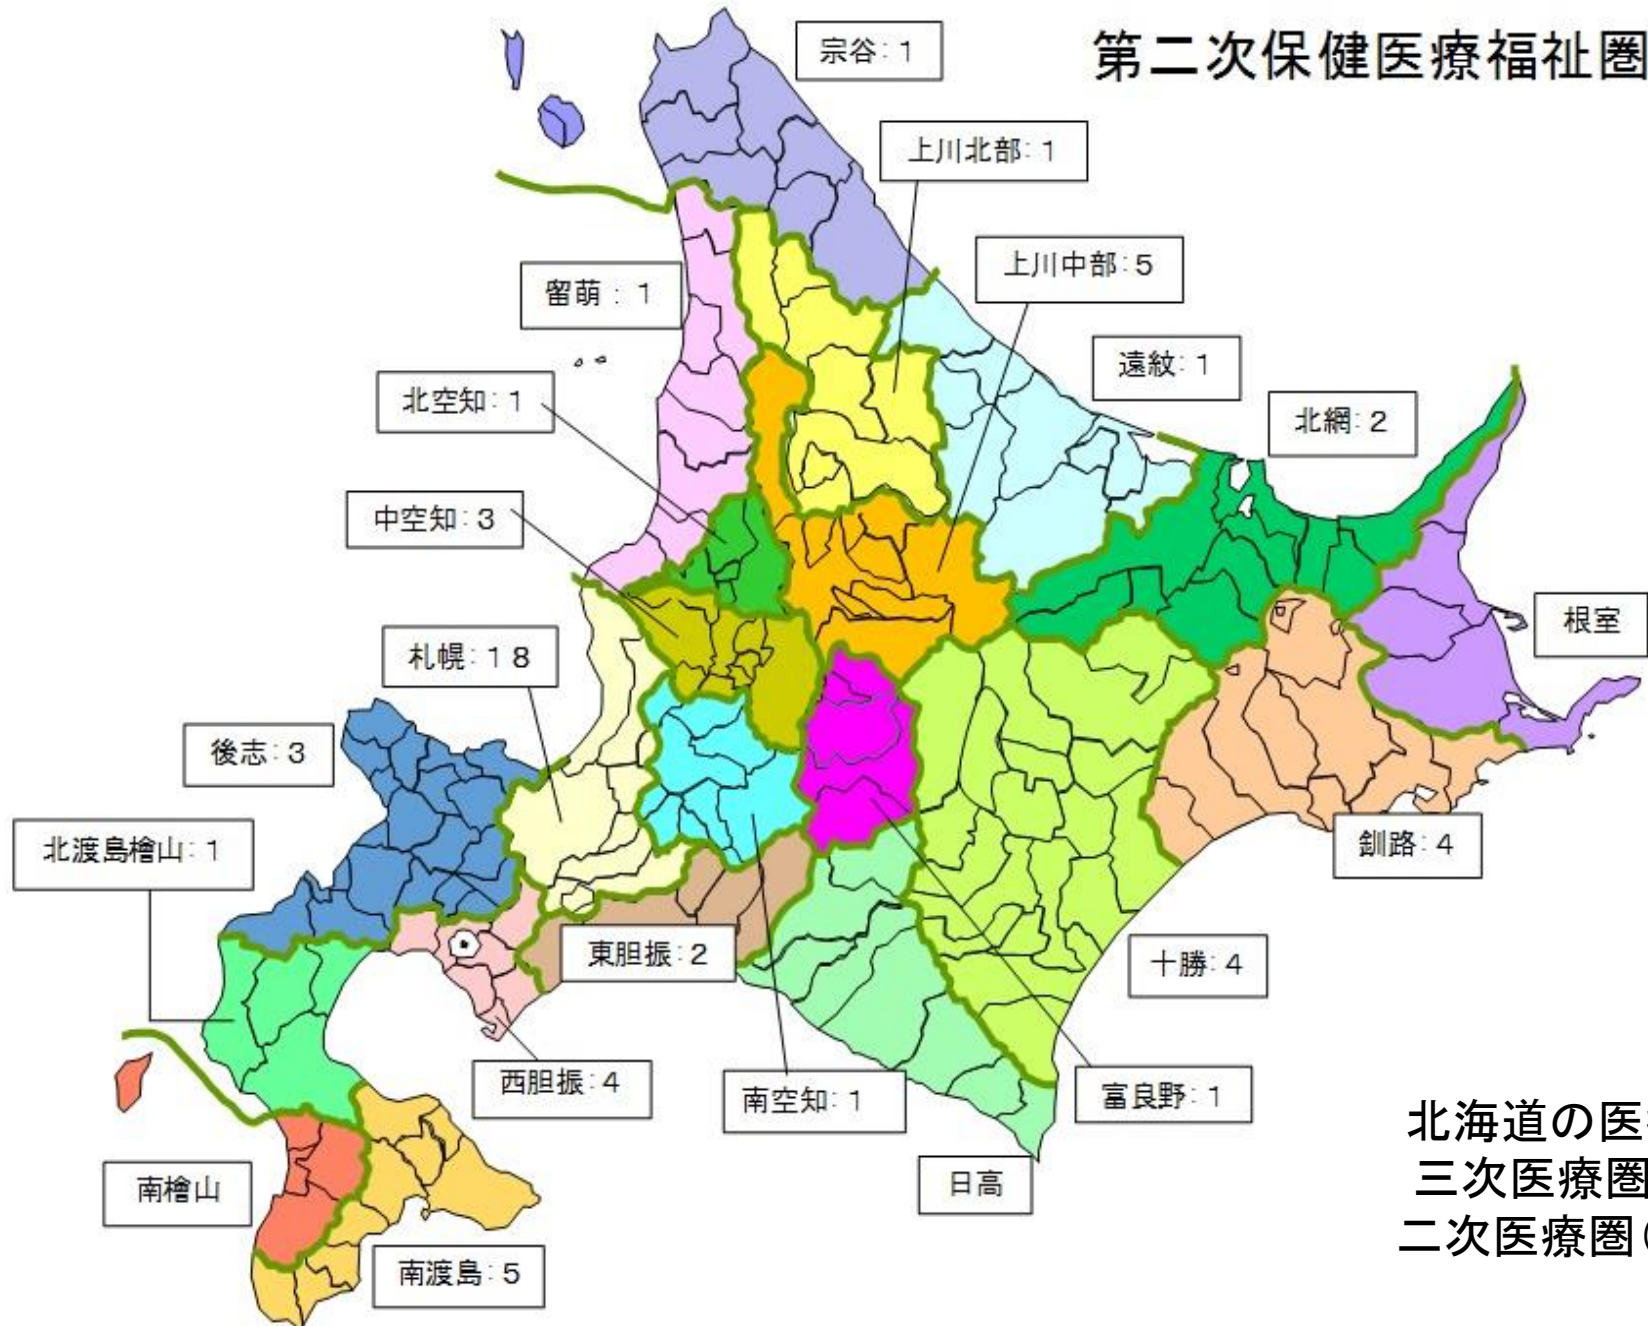 第二次保健医療福祉圏
宗谷：1
上川北部：1
上川中部：5
留萌：1
遠紋：1
北空知：1
北網：2
中空知：3
根室
札幌：18
後志：3
北渡島檜山：1
釧路：4
東胆振：2
十勝：4
西胆振：4
南空知：1
富良野：1
南檜山
日高
南渡島：5
北海道の医
三次医療圏
二次医療圏(